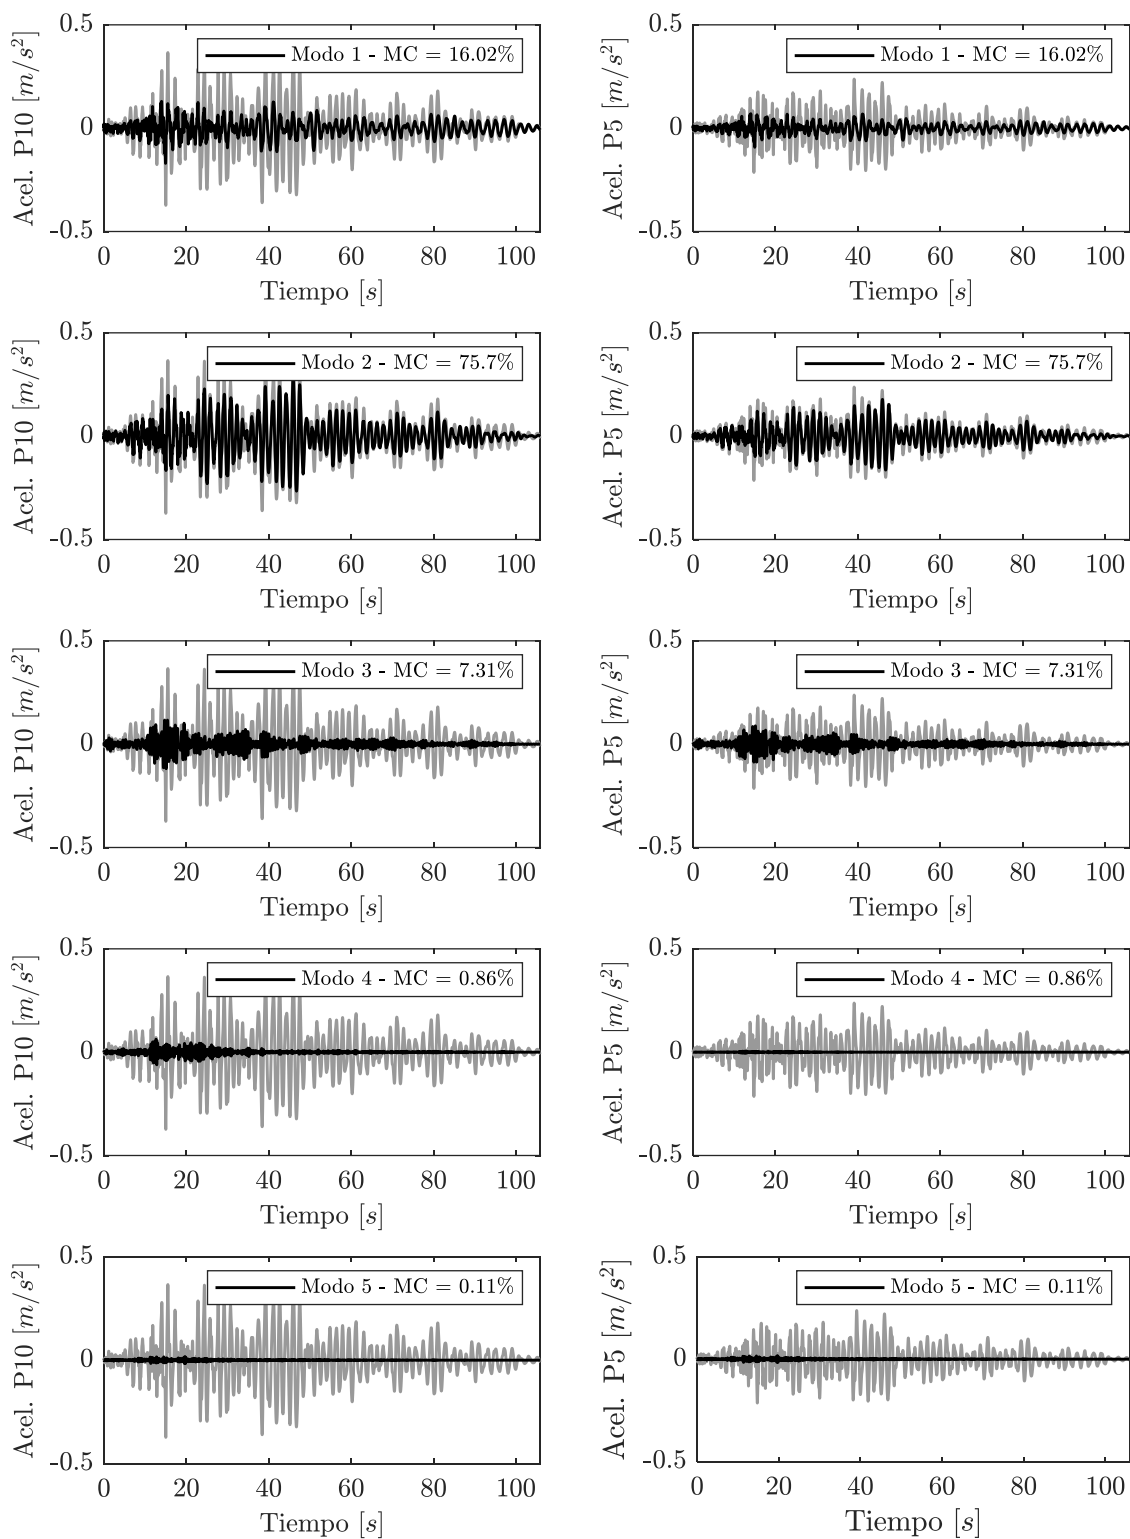 0.5
Modo 1 - MC = 16.02%
0
-0.5
Acel. P10 [m/s²]
0 20 40 60 80 100
Tiempo [s]
0.5
Modo 1 - MC = 16.02%
0
-0.5
Acel. P5 [m/s²]
0 20 40 60 80 100
Tiempo [s]
0.5
Modo 2 - MC = 75.7%
0
-0.5
Acel. P10 [m/s²]
0 20 40 60 80 100
Tiempo [s]
0.5
Modo 2 - MC = 75.7%
0
-0.5
Acel. P5 [m/s²]
0 20 40 60 80 100
Tiempo [s]
0.5
Modo 3 - MC = 7.31%
0
-0.5
Acel. P10 [m/s²]
0 20 40 60 80 100
Tiempo [s]
0.5
Modo 3 - MC = 7.31%
0
-0.5
Acel. P5 [m/s²]
0 20 40 60 80 100
Tiempo [s]
0.5
Modo 4 - MC = 0.86%
0
-0.5
Acel. P10 [m/s²]
0 20 40 60 80 100
Tiempo [s]
0.5
Modo 4 - MC = 0.86%
0
-0.5
Acel. P5 [m/s²]
0 20 40 60 80 100
Tiempo [s]
0.5
Modo 5 - MC = 0.11%
0
-0.5
Acel. P10 [m/s²]
0 20 40 60 80 100
Tiempo [s]
0.5
Modo 5 - MC = 0.11%
0
-0.5
Acel. P5 [m/s²]
0 20 40 60 80 100
Tiempo [s]